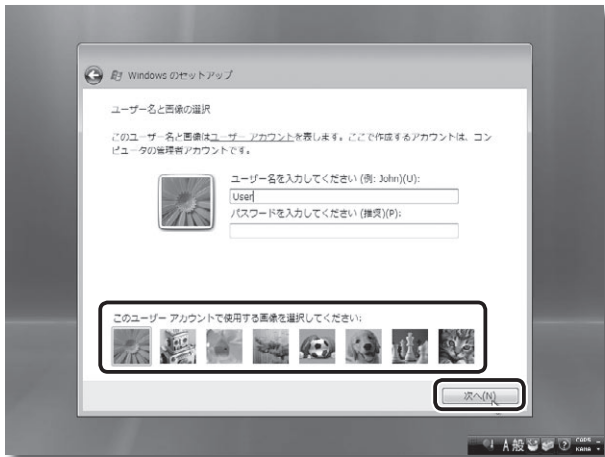 Windows のセットアップ
ユーザー名と画像の選択
このユーザー名と画像はユーザー アカウントを表します。ここで作成するアカウントは、コン
ピュータの管理者アカウントです。
ユーザー名を入力してください (例: John)(U):
User
パスワードを入力してください (推奨)(P):
このユーザー アカウントで使用する画像を選択してください:
次へ(N)
A 般 CAPS
KANA